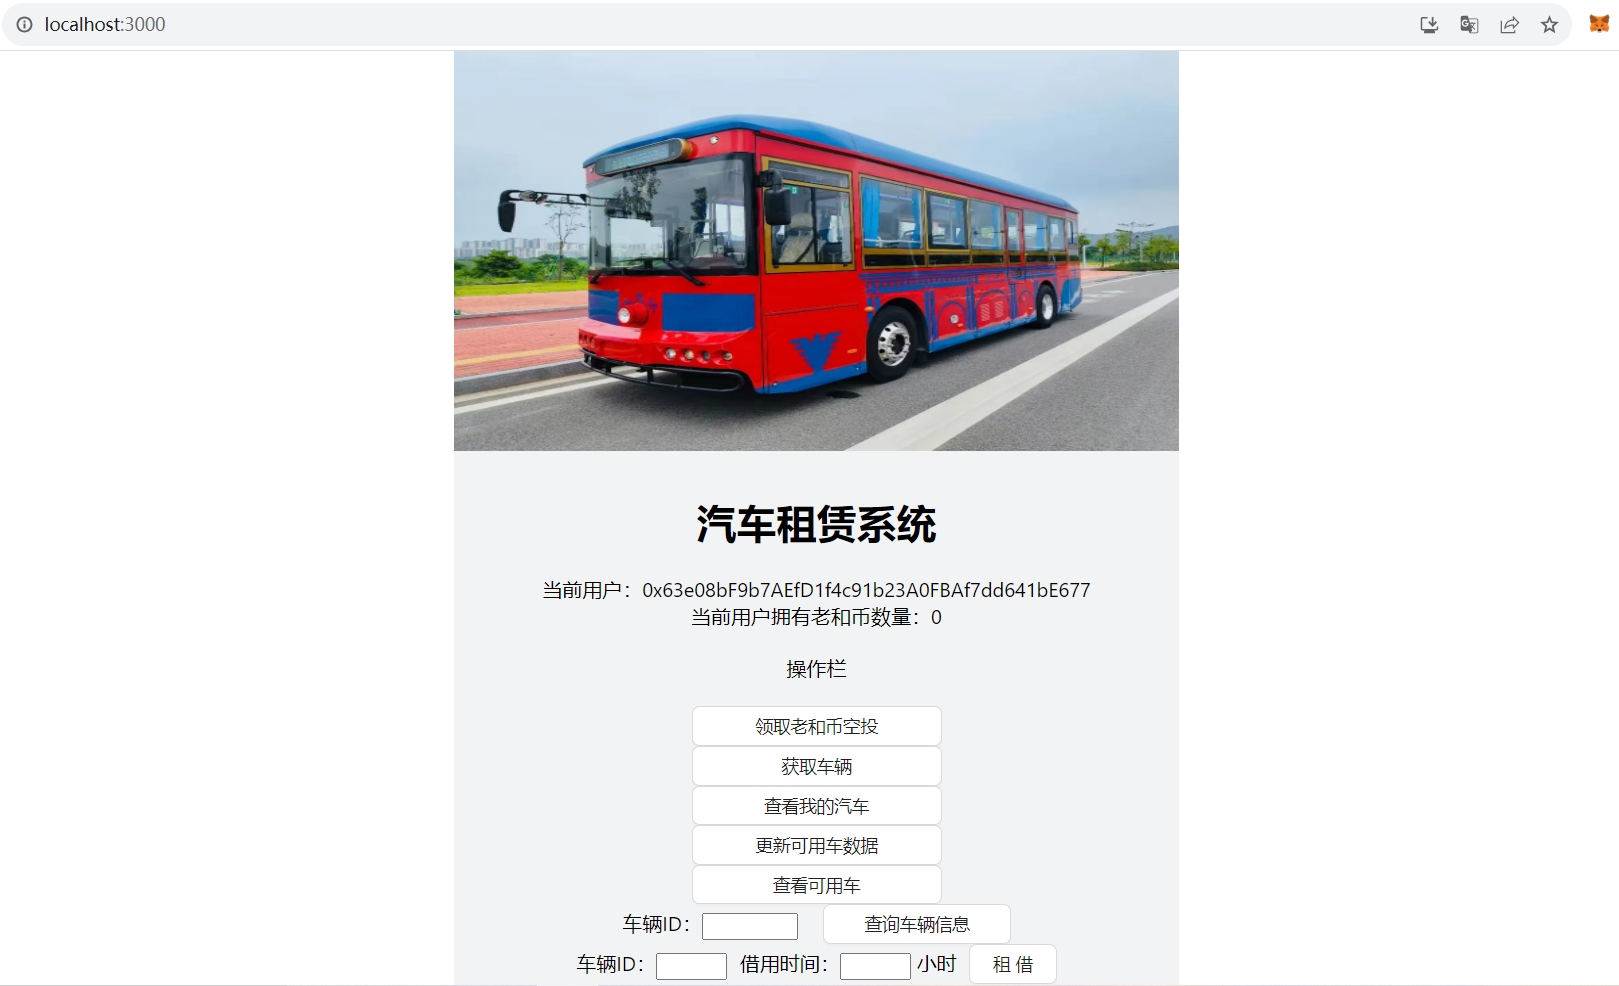 localhost:3000
汽车租赁系统
当前用户：0x63e08bF9b7AEfD1f4c91b23A0FBAf7dd641bE677
当前用户拥有老和币数量：0
操作栏
领取老和币空投
获取车辆
查看我的汽车
更新可用车数据
查看可用车
车辆ID： 查询车辆信息
车辆ID： 借用时间： 小时 租 借